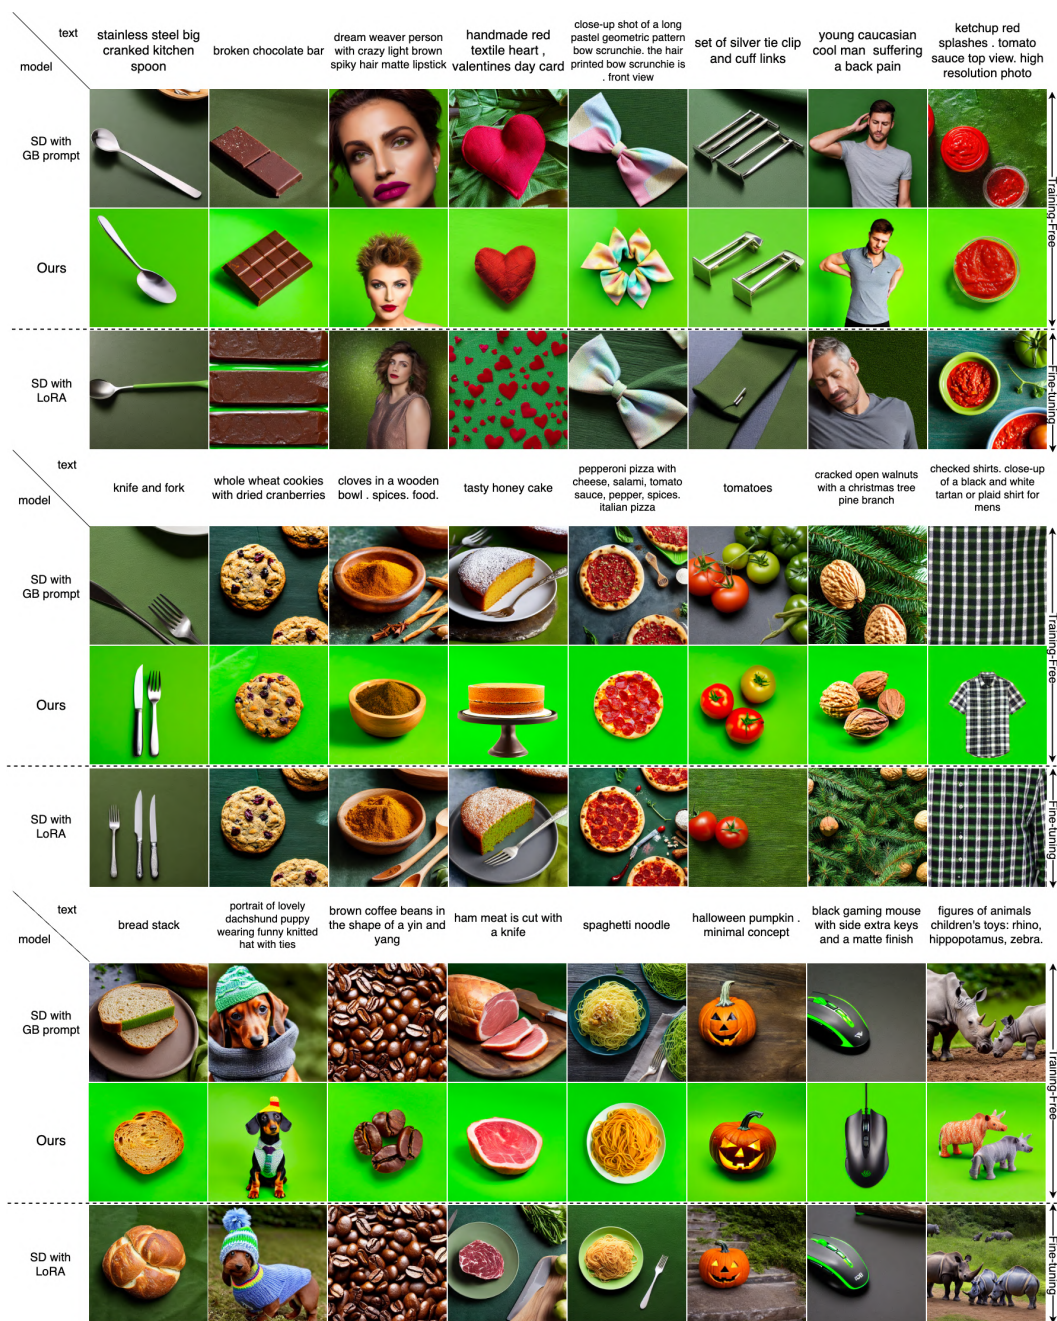 text
model
stainless steel big
cranked kitchen
spoon
broken chocolate bar
dream weaver person
with crazy light brown
spiky hair matte lipstick
handmade red
textile heart ,
valentines day card
close-up shot of a long
pastel geometric pattern
bow scrunchie. the hair
printed bow scrunchie is
. front view
set of silver tie clip
and cuff links
young caucasian
cool man  suffering
a back pain
ketchup red
splashes . tomato
sauce top view. high
resolution photo
SD with
GB prompt
Ours
Training-Free
SD with
LoRA
Fine-tuning
text
model
knife and fork
whole wheat cookies
with dried cranberries
cloves in a wooden
bowl . spices. food.
tasty honey cake
pepperoni pizza with
cheese, salami, tomato
sauce, pepper, spices.
italian pizza
tomatoes
cracked open walnuts
with a christmas tree
pine branch
checked shirts. close-up
of a black and white
tartan or plaid shirt for
mens
SD with
GB prompt
Ours
Training-Free
SD with
LoRA
Fine-tuning
text
model
bread stack
portrait of lovely
dachshund puppy
wearing funny knitted
hat with ties
brown coffee beans in
the shape of a yin and
yang
ham meat is cut with
a knife
spaghetti noodle
halloween pumpkin .
minimal concept
black gaming mouse
with side extra keys
and a matte finish
figures of animals
children's toys: rhino,
hippopotamus, zebra.
SD with
GB prompt
Ours
Training-Free
SD with
LoRA
Fine-tuning